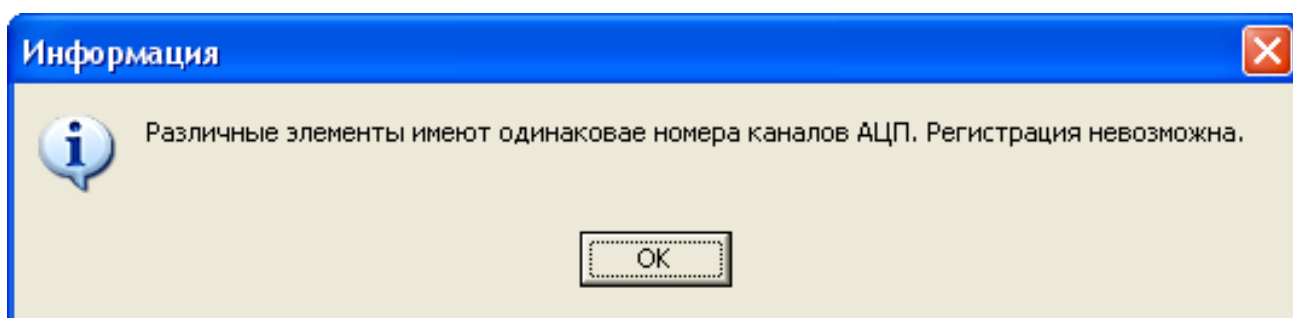 Информация
Различные элементы имеют одинаковае номера каналов АЦП. Регистрация невозможна.
OK